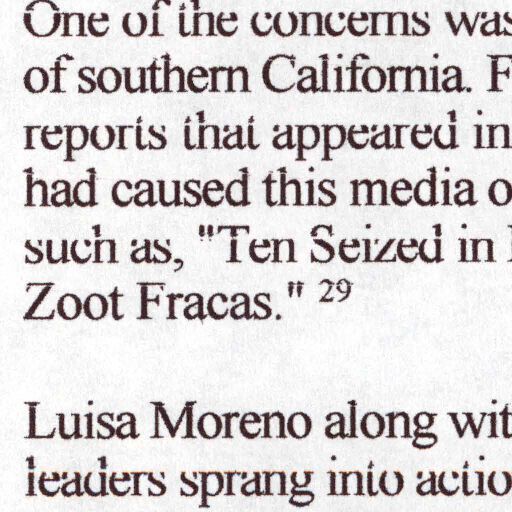 One of the concerns was
of southern California. F
reports that appeared in
had caused this media o
such as, "Ten Seized in
Zoot Fracas." 29
Luisa Moreno along wit
leaders sprang into actio